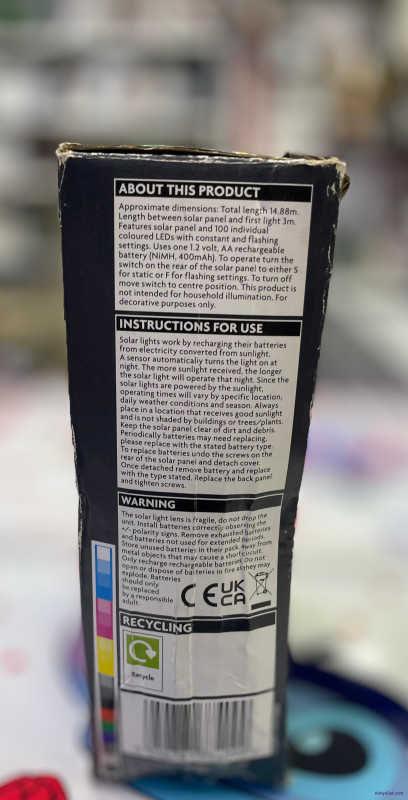 ABOUT THIS PRODUCT
Approximate dimensions: Total length 14.88m.
Length between solar panel and first light 3m.
Features solar panel and 100 individual
coloured LEDs with constant and flashing
settings. Uses one 1.2 volt, AA rechargeable
battery (NiMH, 400mAh). To operate turn the
switch on the rear of the solar panel to either S
for static or F for flashing settings. To turn off
move switch to centre position. This product is
not intended for household illumination. For
decorative purposes only.
INSTRUCTIONS FOR USE
Solar lights work by recharging their batteries
from electricity converted from sunlight.
A sensor automatically turns the light on at
night. The more sunlight received, the longer
the solar light will operate that night. Since the
solar lights are powered by the sunlight,
operating times will vary by specific location,
daily weather conditions and season. Always
place in a location that receives good sunlight
and is not shaded by buildings or trees/plants.
Keep the solar panel clear of dirt and debris.
Periodically batteries may need replacing,
please replace with the stated battery type.
To replace batteries undo the screws on the
rear of the solar panel and detach cover.
Once detached remove battery and replace
with the type stated. Replace the back panel
and tighten screws.
WARNING
The solar light lens is fragile, do not drop the
unit. Install batteries correctly observing the
+/- polarity signs. Remove exhausted batteries
and batteries not used for extended periods.
Store unused batteries in their pack away from
metal objects that may cause a short circuit.
Only recharge rechargeable batteries. Do not
open or dispose of batteries in fire as they may
explode. Batteries
should only
be replaced
by a responsible
adult.
CE UK
CA
RECYCLING
Recycle
AshyaDat.com